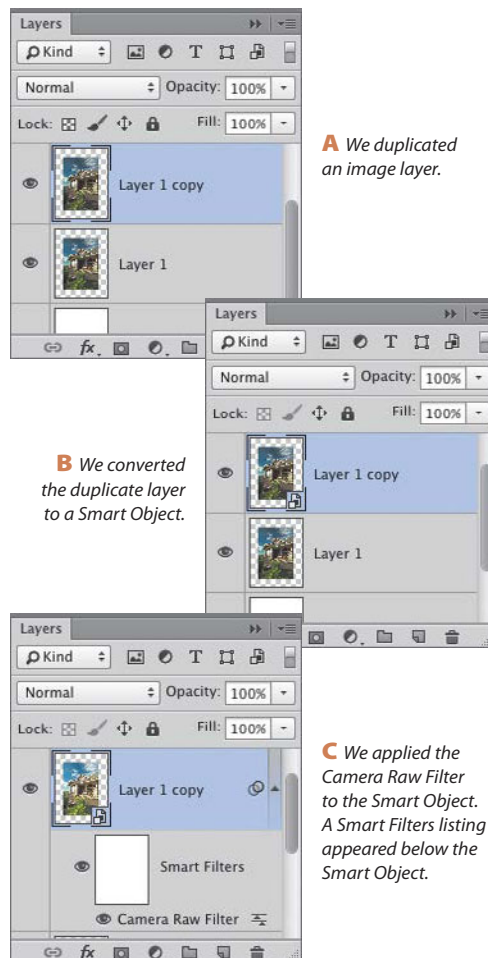 Layers
Kind
Normal Opacity: 100%
Lock: Fill: 100%
Layer 1 copy
Layer 1
fx
A We duplicated
an image layer.
Layers
Kind
Normal Opacity: 100%
Lock: Fill: 100%
Layer 1 copy
Layer 1
B We converted
the duplicate layer
to a Smart Object.
Layers
Kind
Normal Opacity: 100%
Lock: Fill: 100%
Layer 1 copy
Smart Filters
Camera Raw Filter
fx
C We applied the
Camera Raw Filter
to the Smart Object.
A Smart Filters listing
appeared below the
Smart Object.